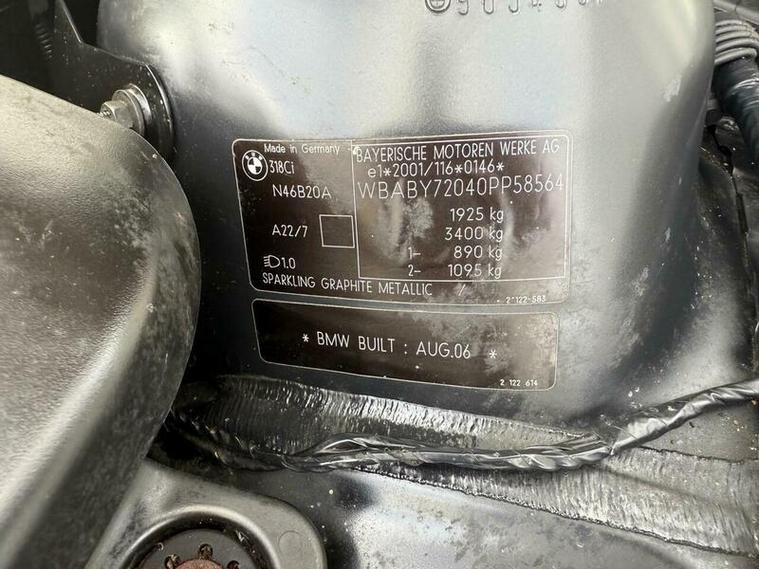 Made in Germany
318Ci
N46B20A
A22/7
1.0
BAYERISCHE MOTOREN WERKE AG
e1*2001/116*0146*
WBABY72040PP58564
1925 kg
3400 kg
1- 890 kg
2- 1095 kg
SPARKLING GRAPHITE METALLIC /
2 122-583
* BMW BUILT : AUG.06 *
2 122 614